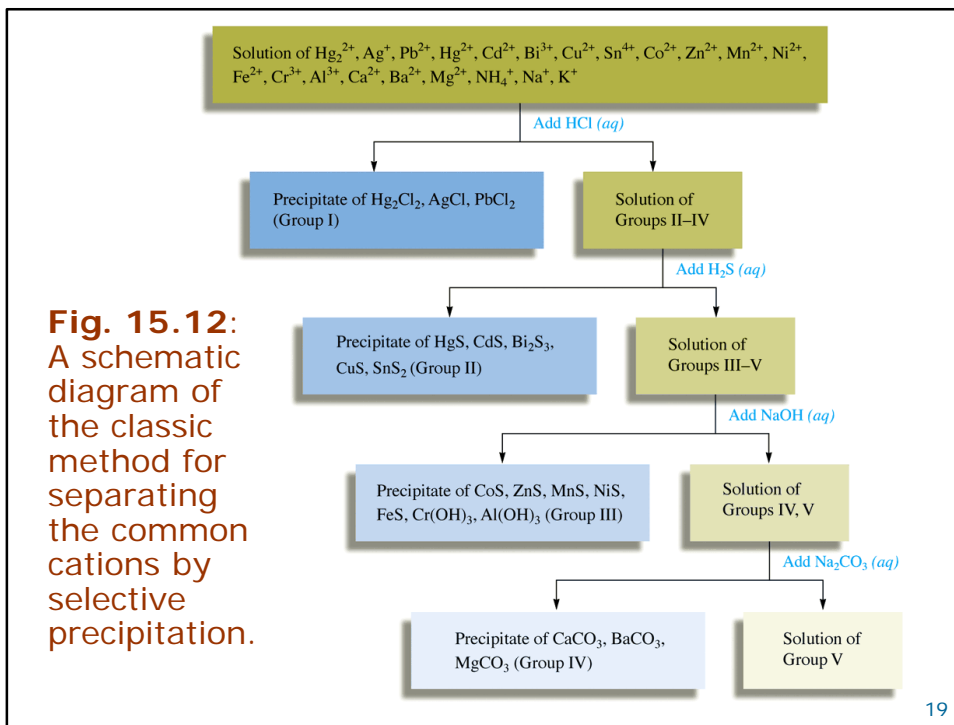 Solution of Hg₂²⁺, Ag⁺, Pb²⁺, Hg²⁺, Cd²⁺, Bi³⁺, Cu²⁺, Sn⁴⁺, Co²⁺, Zn²⁺, Mn²⁺, Ni²⁺,
Fe²⁺, Cr³⁺, Al³⁺, Ca²⁺, Ba²⁺, Mg²⁺, NH₄⁺, Na⁺, K⁺
Add HCl (aq)
Precipitate of Hg₂Cl₂, AgCl, PbCl₂
(Group I)
Solution of
Groups II–IV
Add H₂S (aq)
Precipitate of HgS, CdS, Bi₂S₃,
CuS, SnS₂ (Group II)
Solution of
Groups III–V
Add NaOH (aq)
Precipitate of CoS, ZnS, MnS, NiS,
FeS, Cr(OH)₃, Al(OH)₃ (Group III)
Solution of
Groups IV, V
Add Na₂CO₃ (aq)
Precipitate of CaCO₃, BaCO₃,
MgCO₃ (Group IV)
Solution of
Group V
Fig. 15.12:
A schematic
diagram of
the classic
method for
separating
the common
cations by
selective
precipitation.
19